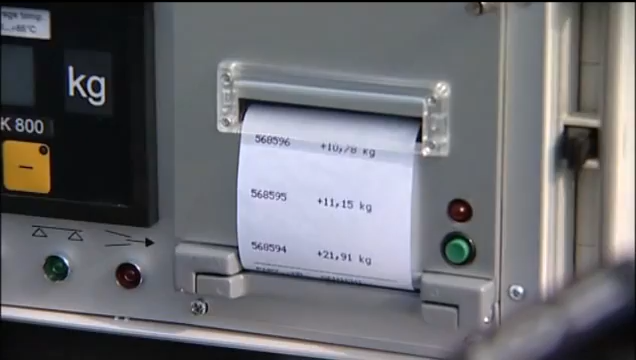 kg
K 800
568596 +10,78 kg
568595 +11,15 kg
568594 +21,91 kg